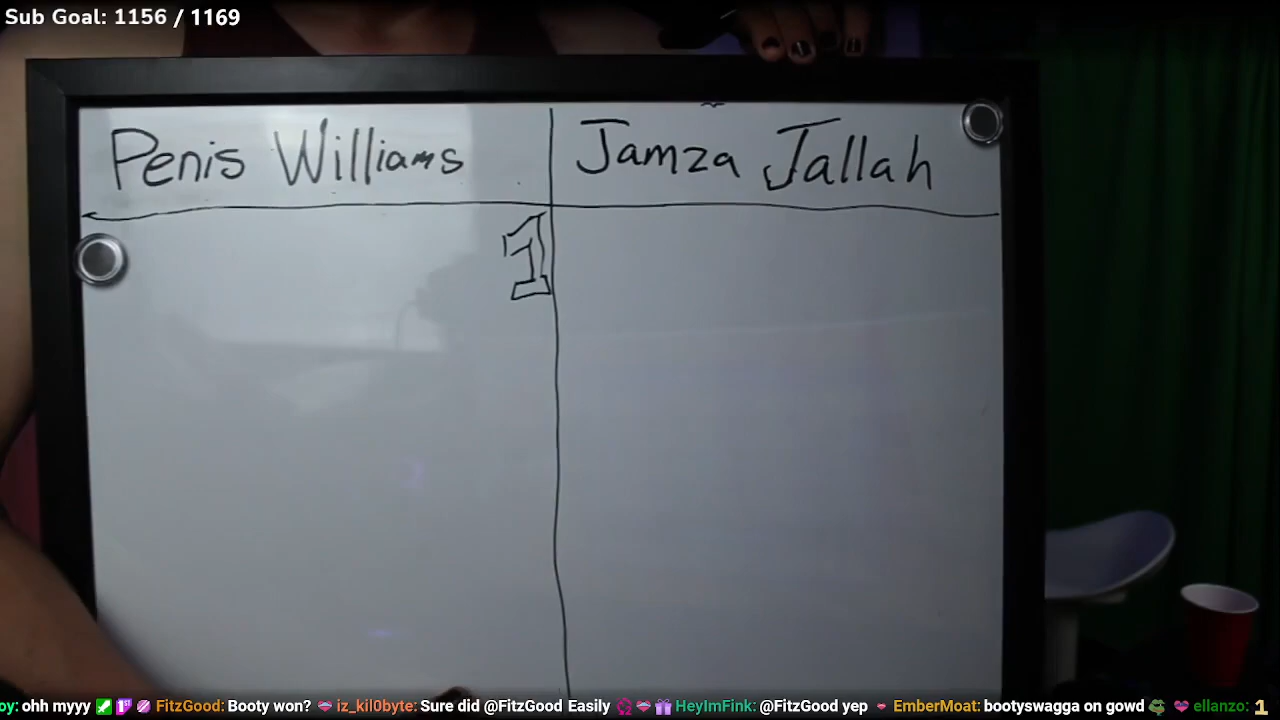 Sub Goal: 1156 / 1169
Penis Williams
Jamza Jallah
1
oy: ohh myyy FitzGood: Booty won? iz_kil0byte: Sure did @FitzGood Easily HeyImFink: @FitzGood yep EmberMoat: bootyswagga on gowd ellanzo: 1